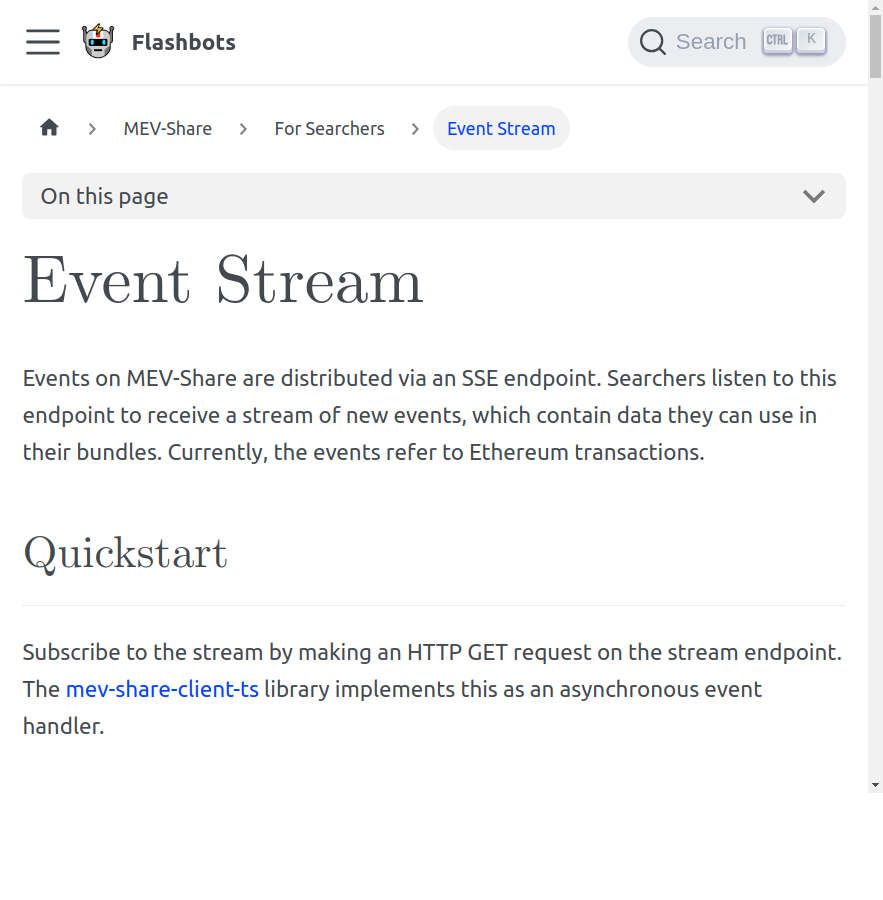 Flashbots
Search CTRL K
MEV-Share For Searchers Event Stream
On this page
Event Stream
Events on MEV-Share are distributed via an SSE endpoint. Searchers listen to this
endpoint to receive a stream of new events, which contain data they can use in
their bundles. Currently, the events refer to Ethereum transactions.
Quickstart
Subscribe to the stream by making an HTTP GET request on the stream endpoint.
The mev-share-client-ts library implements this as an asynchronous event
handler.